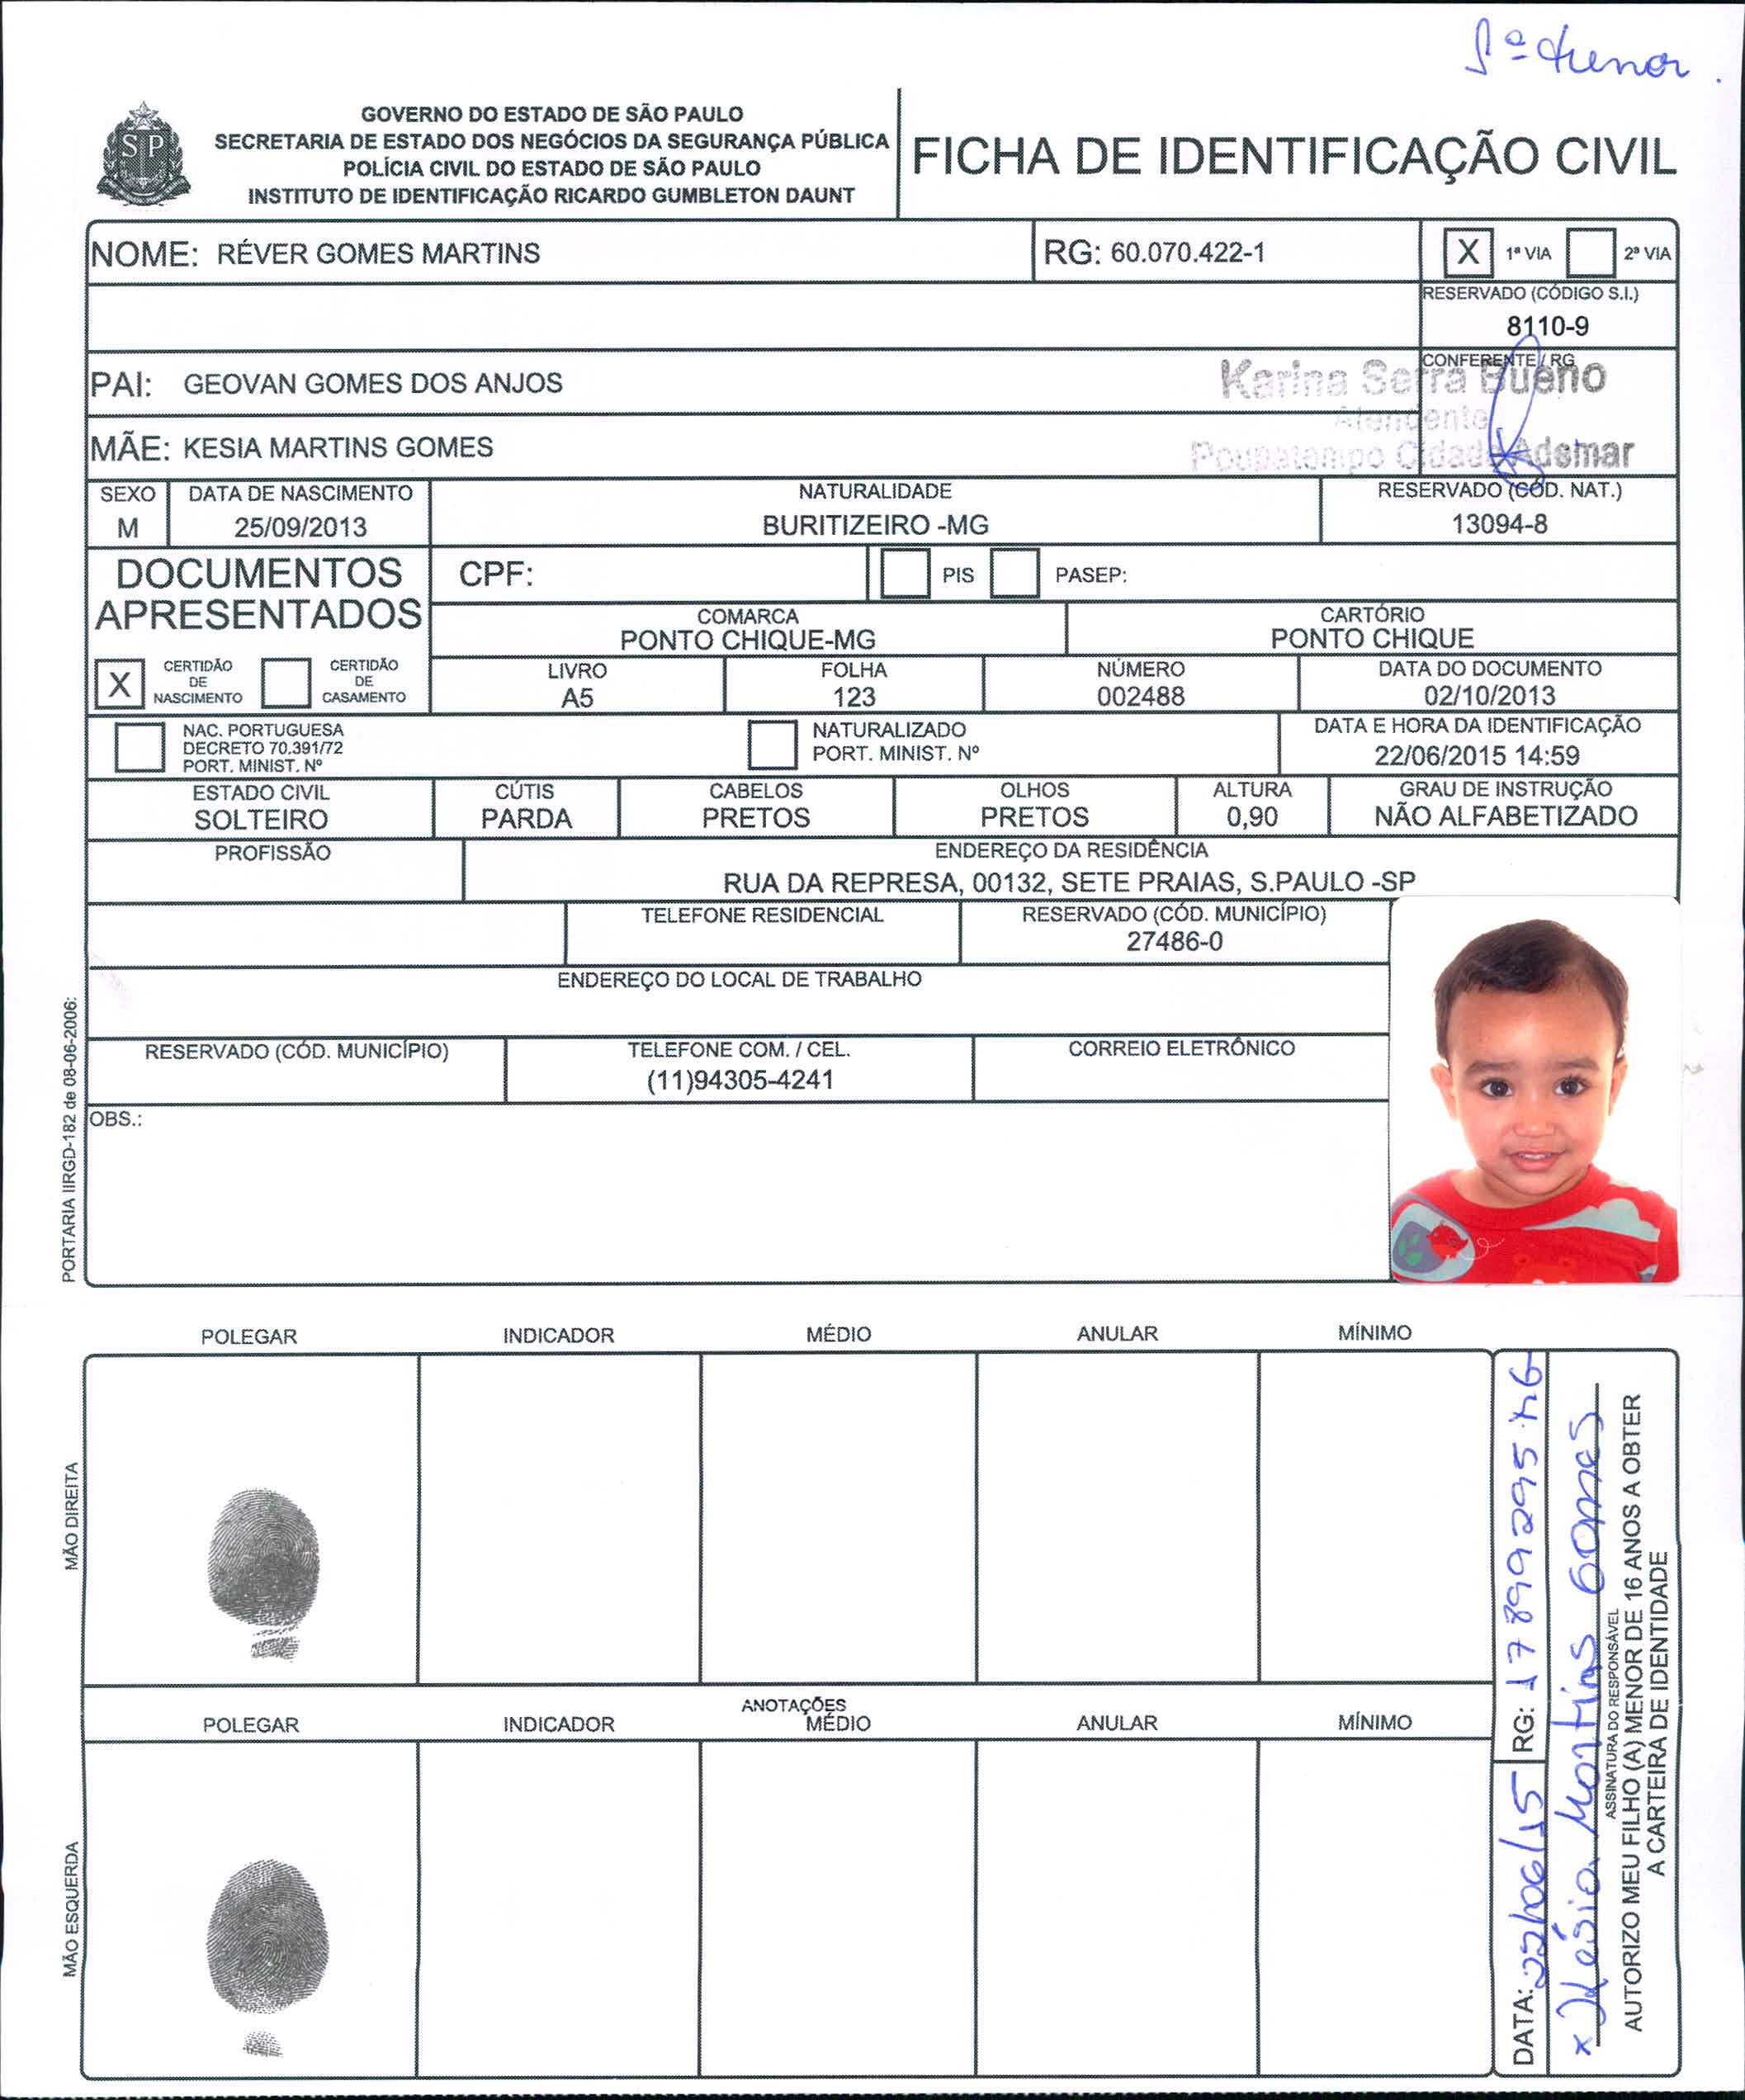 Sª Menor.
GOVERNO DO ESTADO DE SÃO PAULO
SECRETARIA DE ESTADO DOS NEGÓCIOS DA SEGURANÇA PÚBLICA
POLÍCIA CIVIL DO ESTADO DE SÃO PAULO
INSTITUTO DE IDENTIFICAÇÃO RICARDO GUMBLETON DAUNT
SP
FICHA DE IDENTIFICAÇÃO CIVIL
NOME: RÉVER GOMES MARTINS
RG: 60.070.422-1
X 1ª VIA 2ª VIA
RESERVADO (CÓDIGO S.I.)
8110-9
PAI: GEOVAN GOMES DOS ANJOS
CONFERENTE / RG
Karina Serra Bueno
Atendente
Poupatempo Cidade Ademar
MÃE: KESIA MARTINS GOMES
SEXO
M
DATA DE NASCIMENTO
25/09/2013
NATURALIDADE
BURITIZEIRO -MG
RESERVADO (CÓD. NAT.)
13094-8
DOCUMENTOS
APRESENTADOS
CPF:
PIS
PASEP:
COMARCA
PONTO CHIQUE-MG
CARTÓRIO
PONTO CHIQUE
X CERTIDÃO
DE
NASCIMENTO
CERTIDÃO
DE
CASAMENTO
LIVRO
A5
FOLHA
123
NÚMERO
002488
DATA DO DOCUMENTO
02/10/2013
NAC. PORTUGUESA
DECRETO 70.391/72
PORT. MINIST. Nº
NATURALIZADO
PORT. MINIST. Nº
DATA E HORA DA IDENTIFICAÇÃO
22/06/2015 14:59
ESTADO CIVIL
SOLTEIRO
CÚTIS
PARDA
CABELOS
PRETOS
OLHOS
PRETOS
ALTURA
0,90
GRAU DE INSTRUÇÃO
NÃO ALFABETIZADO
PROFISSÃO
ENDEREÇO DA RESIDÊNCIA
RUA DA REPRESA, 00132, SETE PRAIAS, S.PAULO -SP
TELEFONE RESIDENCIAL
RESERVADO (CÓD. MUNICÍPIO)
27486-0
ENDEREÇO DO LOCAL DE TRABALHO
RESERVADO (CÓD. MUNICÍPIO)
TELEFONE COM. / CEL.
(11)94305-4241
CORREIO ELETRÔNICO
OBS.:
PORTARIA IIRGD-182 de 08-06-2006:
POLEGAR INDICADOR MÉDIO ANULAR MÍNIMO
MÃO DIREITA
ANOTAÇÕES
POLEGAR INDICADOR MÉDIO ANULAR MÍNIMO
MÃO ESQUERDA
DATA: 22/06/15 RG: 17899295 MG
x Késia Martins Gomes
ASSINATURA DO RESPONSÁVEL
AUTORIZO MEU FILHO (A) MENOR DE 16 ANOS A OBTER
A CARTEIRA DE IDENTIDADE